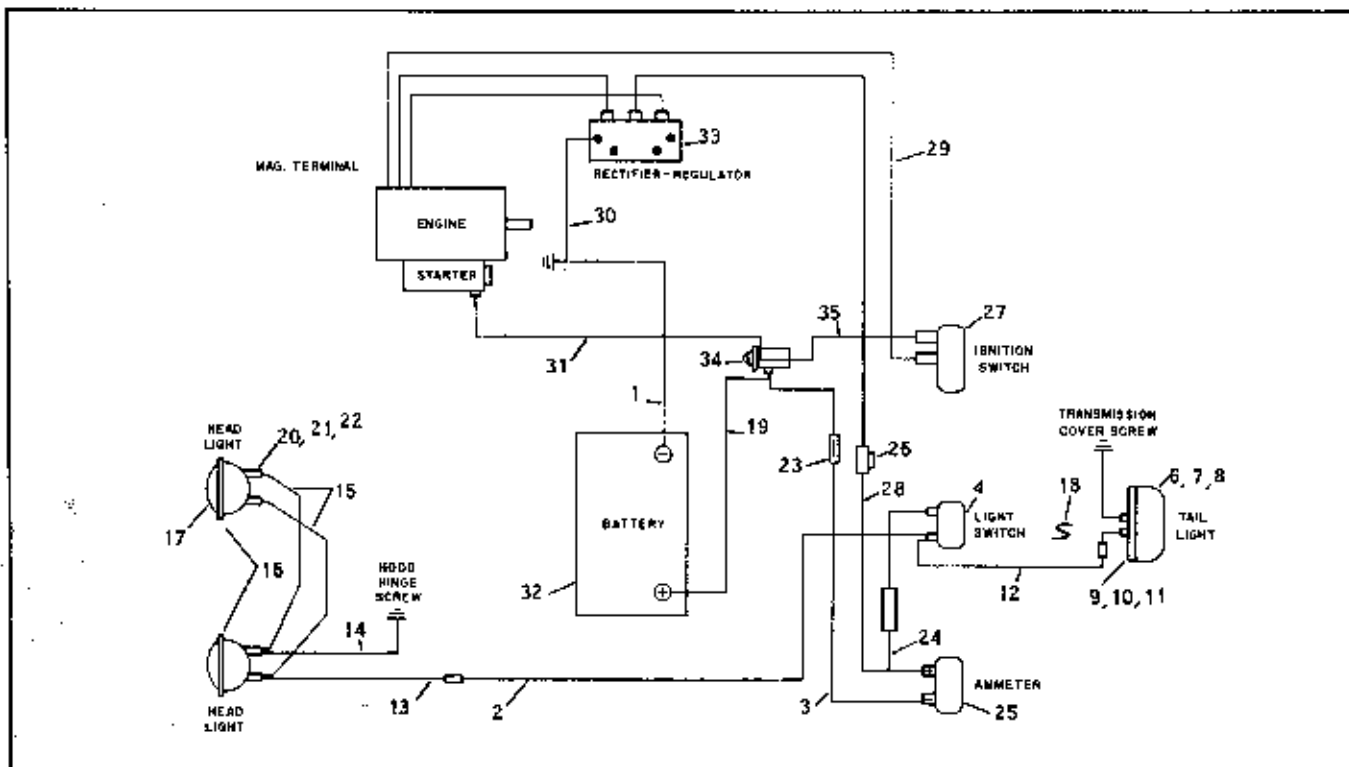 33
29
MAG. TERMINAL
RECTIFIER-REGULATOR
30
ENGINE
STARTER
35
27
IGNITION
SWITCH
31
34
1
19
TRANSMISSION
COVER SCREW
HEAD
LIGHT
20, 21, 22
23
26
28
4
18
6, 7, 8
15
BATTERY
LIGHT
SWITCH
TAIL
LIGHT
17
16
HOOD
HINGE
SCREW
32
12
9, 10, 11
14
24
AMMETER
13
2
3
25
HEAD
LIGHT